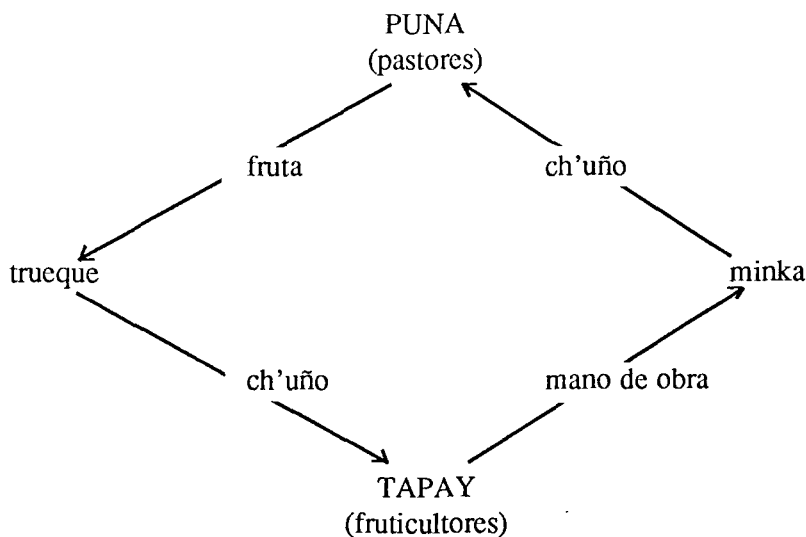 PUNA
(pastores)
fruta
ch'uño
trueque
minka
ch'uño
mano de obra
TAPAY
(fruticultores)